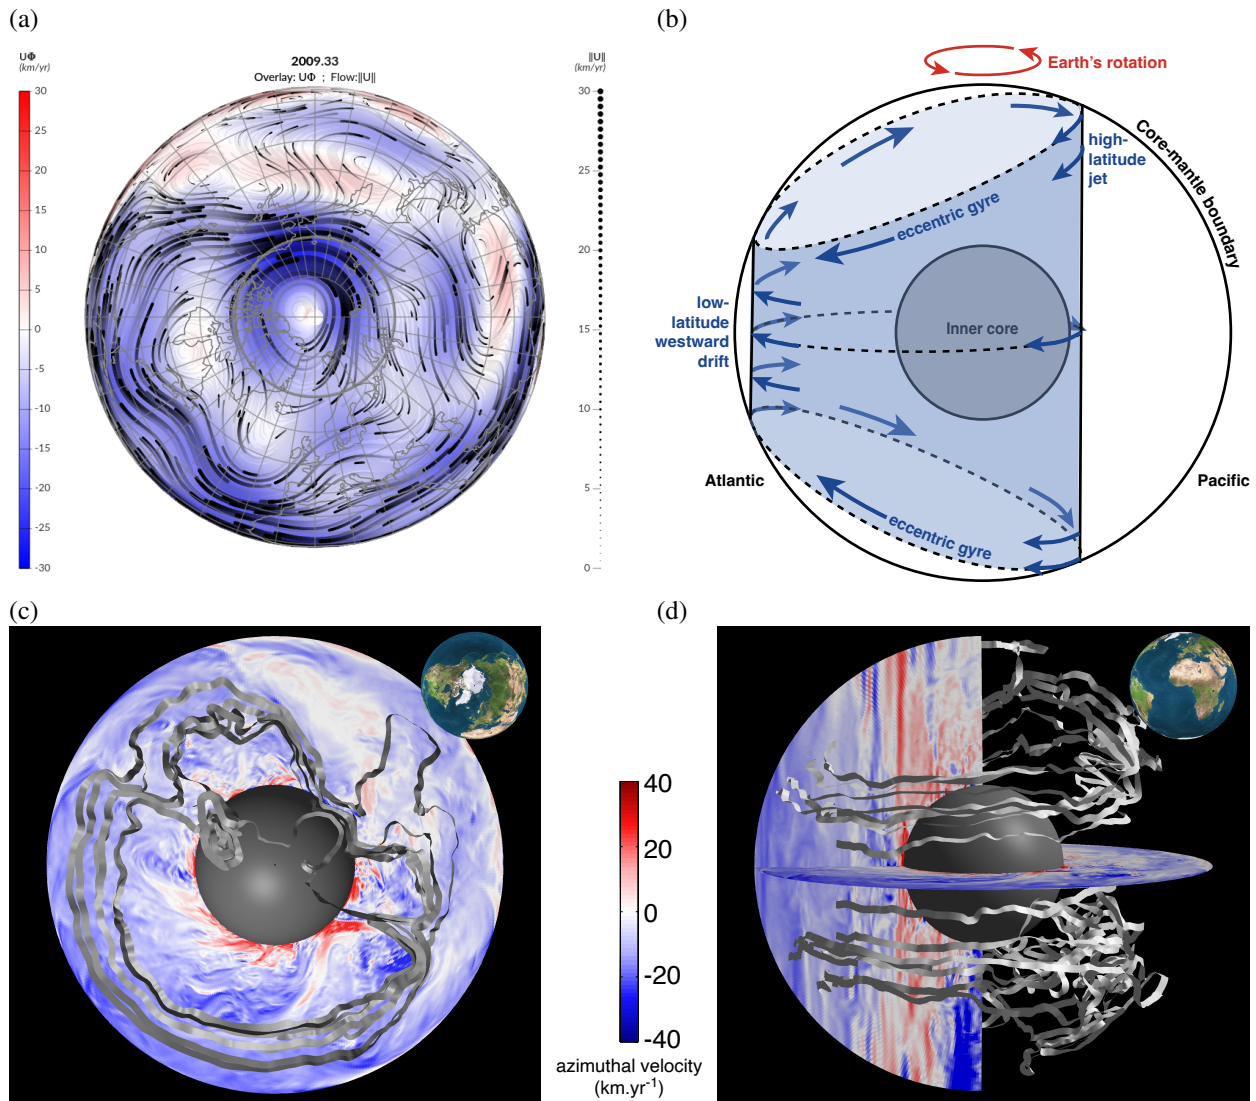 (a)
UΦ
(km/yr)
2009.33
Overlay: UΦ ; Flow:||U||
||U||
(km/yr)
30
25
20
15
10
5
0
-5
-10
-15
-20
-25
-30
30
25
20
15
10
5
0
(b)
Earth's rotation
Core-mantle boundary
high-
latitude
jet
eccentric gyre
low-
latitude
westward
drift
Inner core
Atlantic
Pacific
eccentric gyre
(c)
(d)
40
20
0
-20
-40
azimuthal velocity
(km.yr-1)